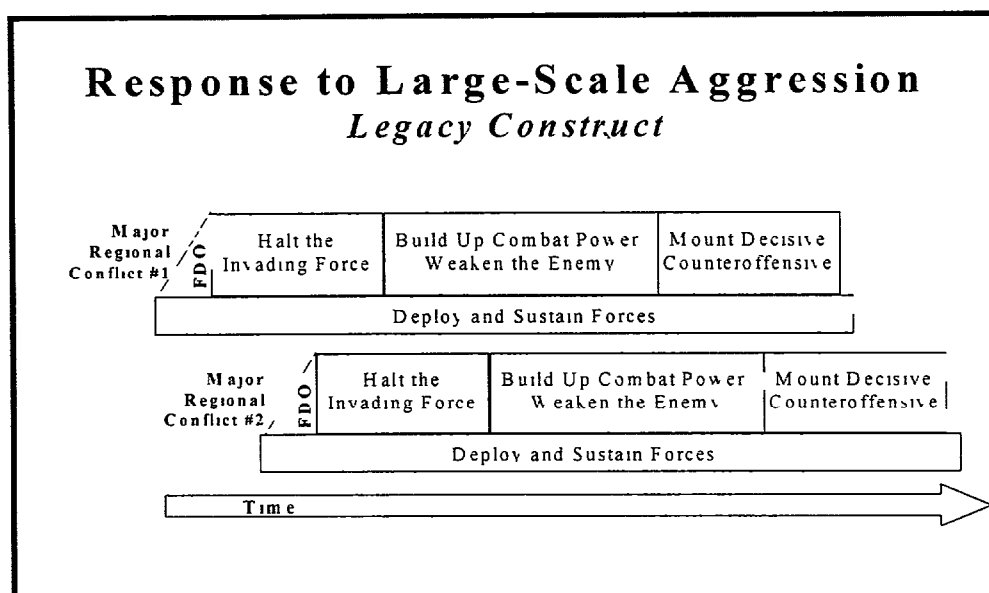 Response to Large-Scale Aggression
Legacy Construct
Major
Regional
Conflict #1
FDO
Halt the
Invading Force
Build Up Combat Power
Weaken the Enemy
Mount Decisive
Counteroffensive
Deploy and Sustain Forces
Major
Regional
Conflict #2
FDO
Halt the
Invading Force
Build Up Combat Power
Weaken the Enemy
Mount Decisive
Counteroffensive
Deploy and Sustain Forces
Time